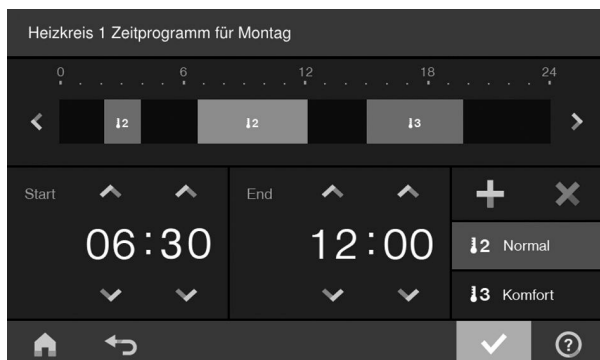 Heizkreis 1 Zeitprogramm für Montag
0 6 12 18 24
2 2 3
Start 06:30 End 12:00
2 Normal
3 Komfort
?